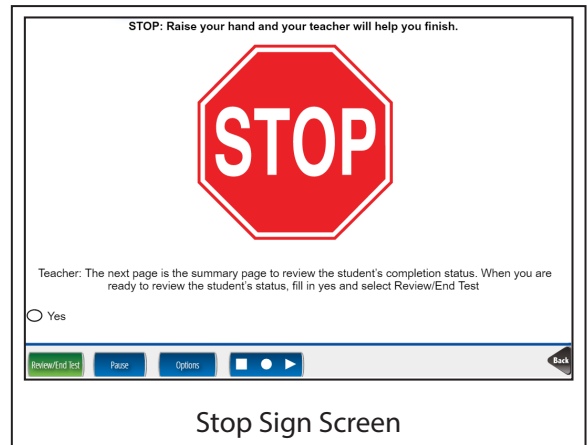 STOP: Raise your hand and your teacher will help you finish.
STOP
Teacher: The next page is the summary page to review the student's completion status. When you are
ready to review the student's status, fill in yes and select Review/End Test
Yes
Review/End Test
Pause
Options
Back
Stop Sign Screen